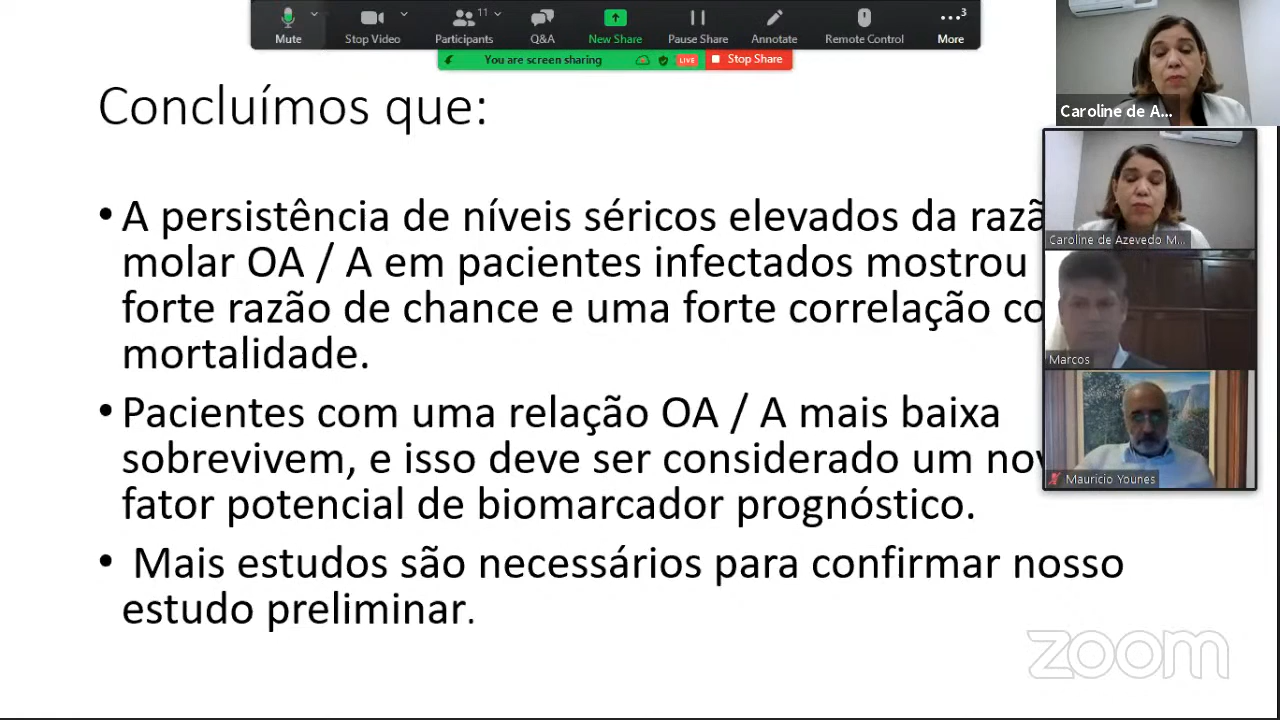 11
3
Mute
Stop Video
Participants
Q&A
New Share
Pause Share
Annotate
Remote Control
More
You are screen sharing
LIVE
Stop Share
Caroline de A...
Concluímos que:
• A persistência de níveis séricos elevados da
molar OA / A em pacientes infectados mostrou
forte razão de chance e uma forte correlação
mortalidade.
• Pacientes com uma relação OA / A mais baixa
sobrevivem, e isso deve ser considerado um
fator potencial de biomarcador prognóstico.
• Mais estudos são necessários para confirmar nosso
estudo preliminar.
Caroline de Azevedo M...
Marcos
Mauricio Younes
zoom